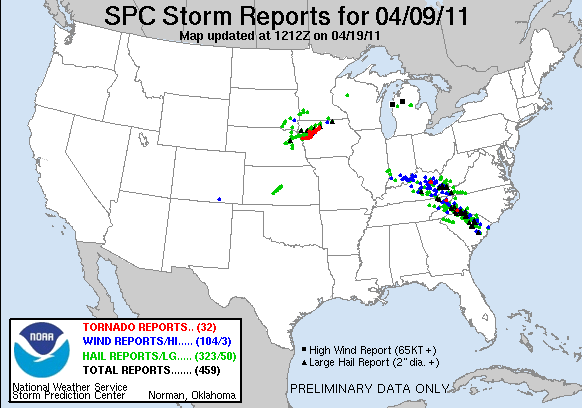 SPC Storm Reports for 04/09/11
Map updated at 1212Z on 04/19/11
NOAA
TORNADO REPORTS.. (32)
WIND REPORTS/HI..... (104/3)
HAIL REPORTS/LG..... (323/50)
TOTAL REPORTS....... (459)
National Weather Service
Storm Prediction Center Norman, Oklahoma
High Wind Report (65KT +)
Large Hail Report (2" dia. +)
PRELIMINARY DATA ONLY